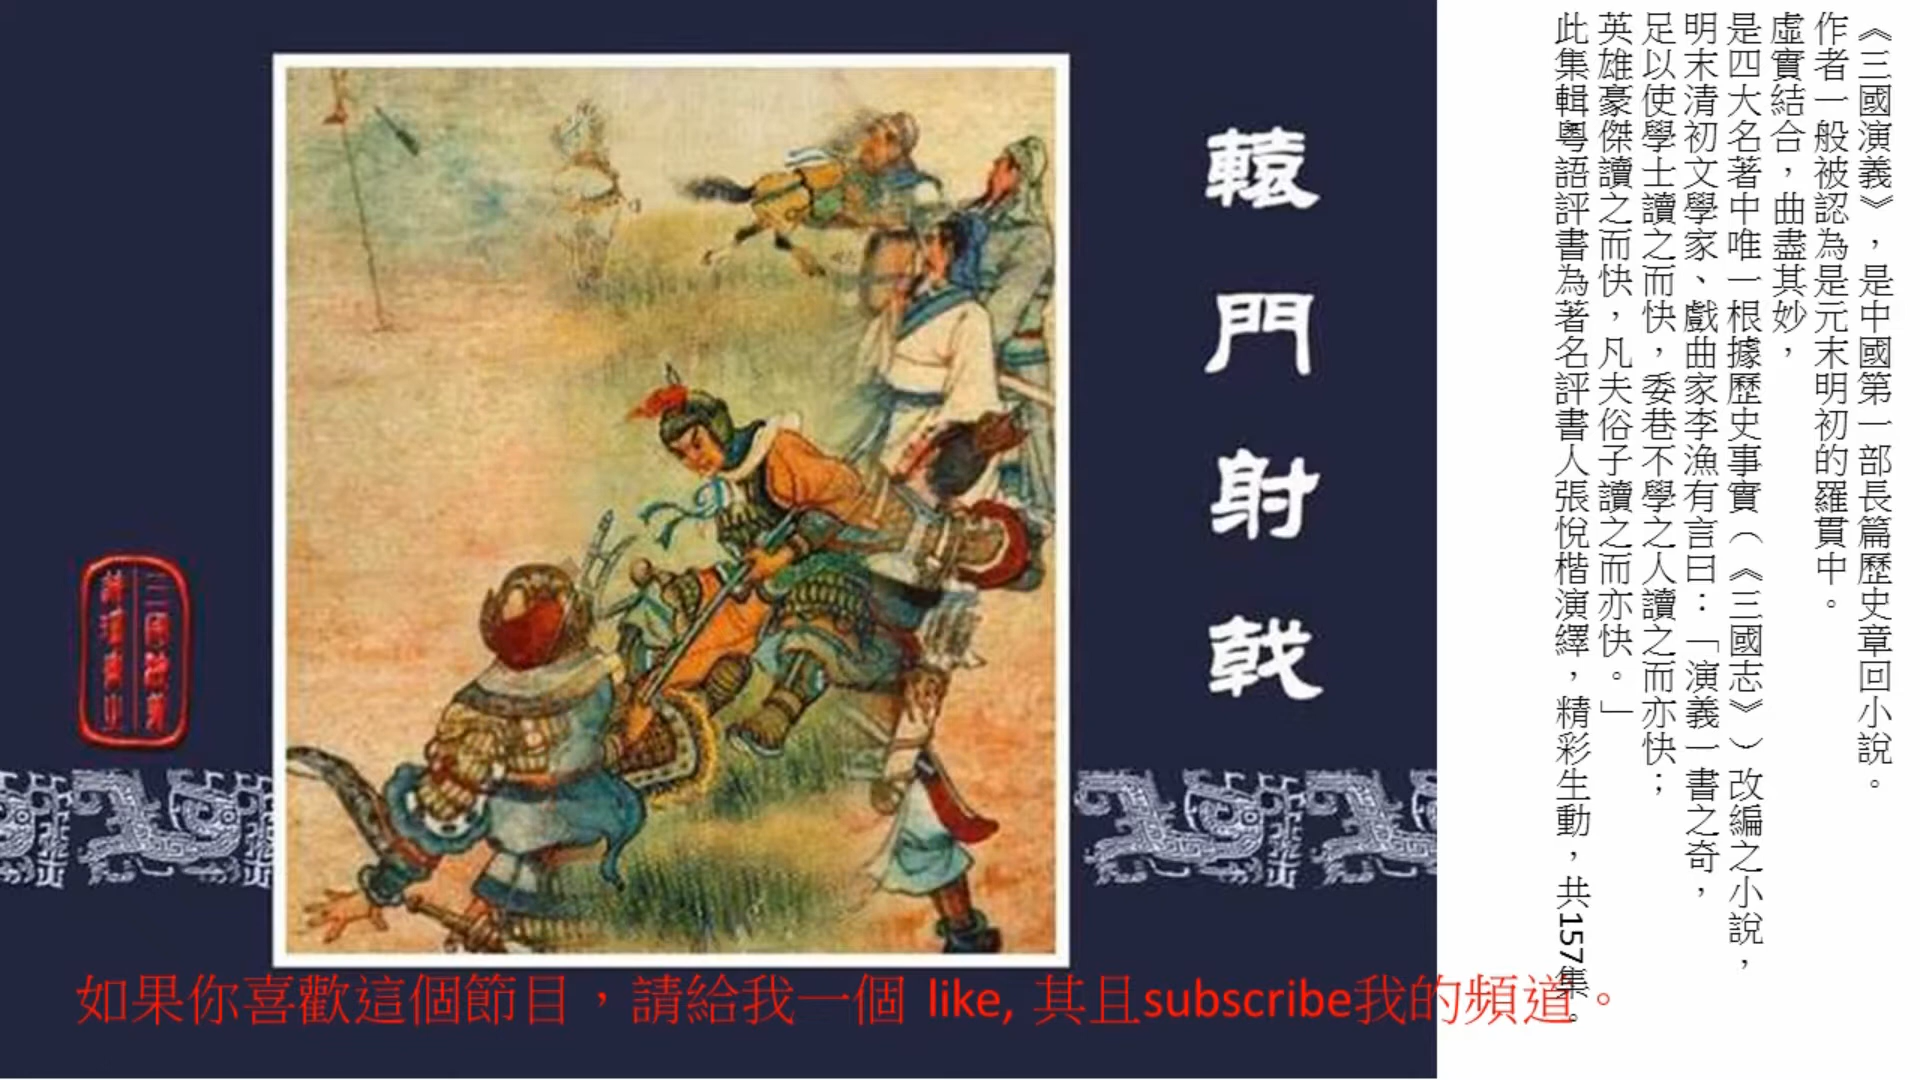 《三國演義》，是中國第一部長篇歷史章回小說。
作者一般被認為是元末明初的羅貫中。
虛實結合，曲盡其妙，
是四大名著中唯一根據歷史事實（《三國志》）改編之小說，
明末清初文學家、戲曲家李漁有言曰：「演義一書之奇，
足以使學士讀之而快，委巷不學之人讀之而亦快；
英雄豪傑讀之而快，凡夫俗子讀之而亦快。」
此集輯粵語評書為著名評書人張悅楷演繹，精彩生動，共157集。
轅門射戟
如果你喜歡這個節目，請給我一個 like, 其且subscribe我的頻道。